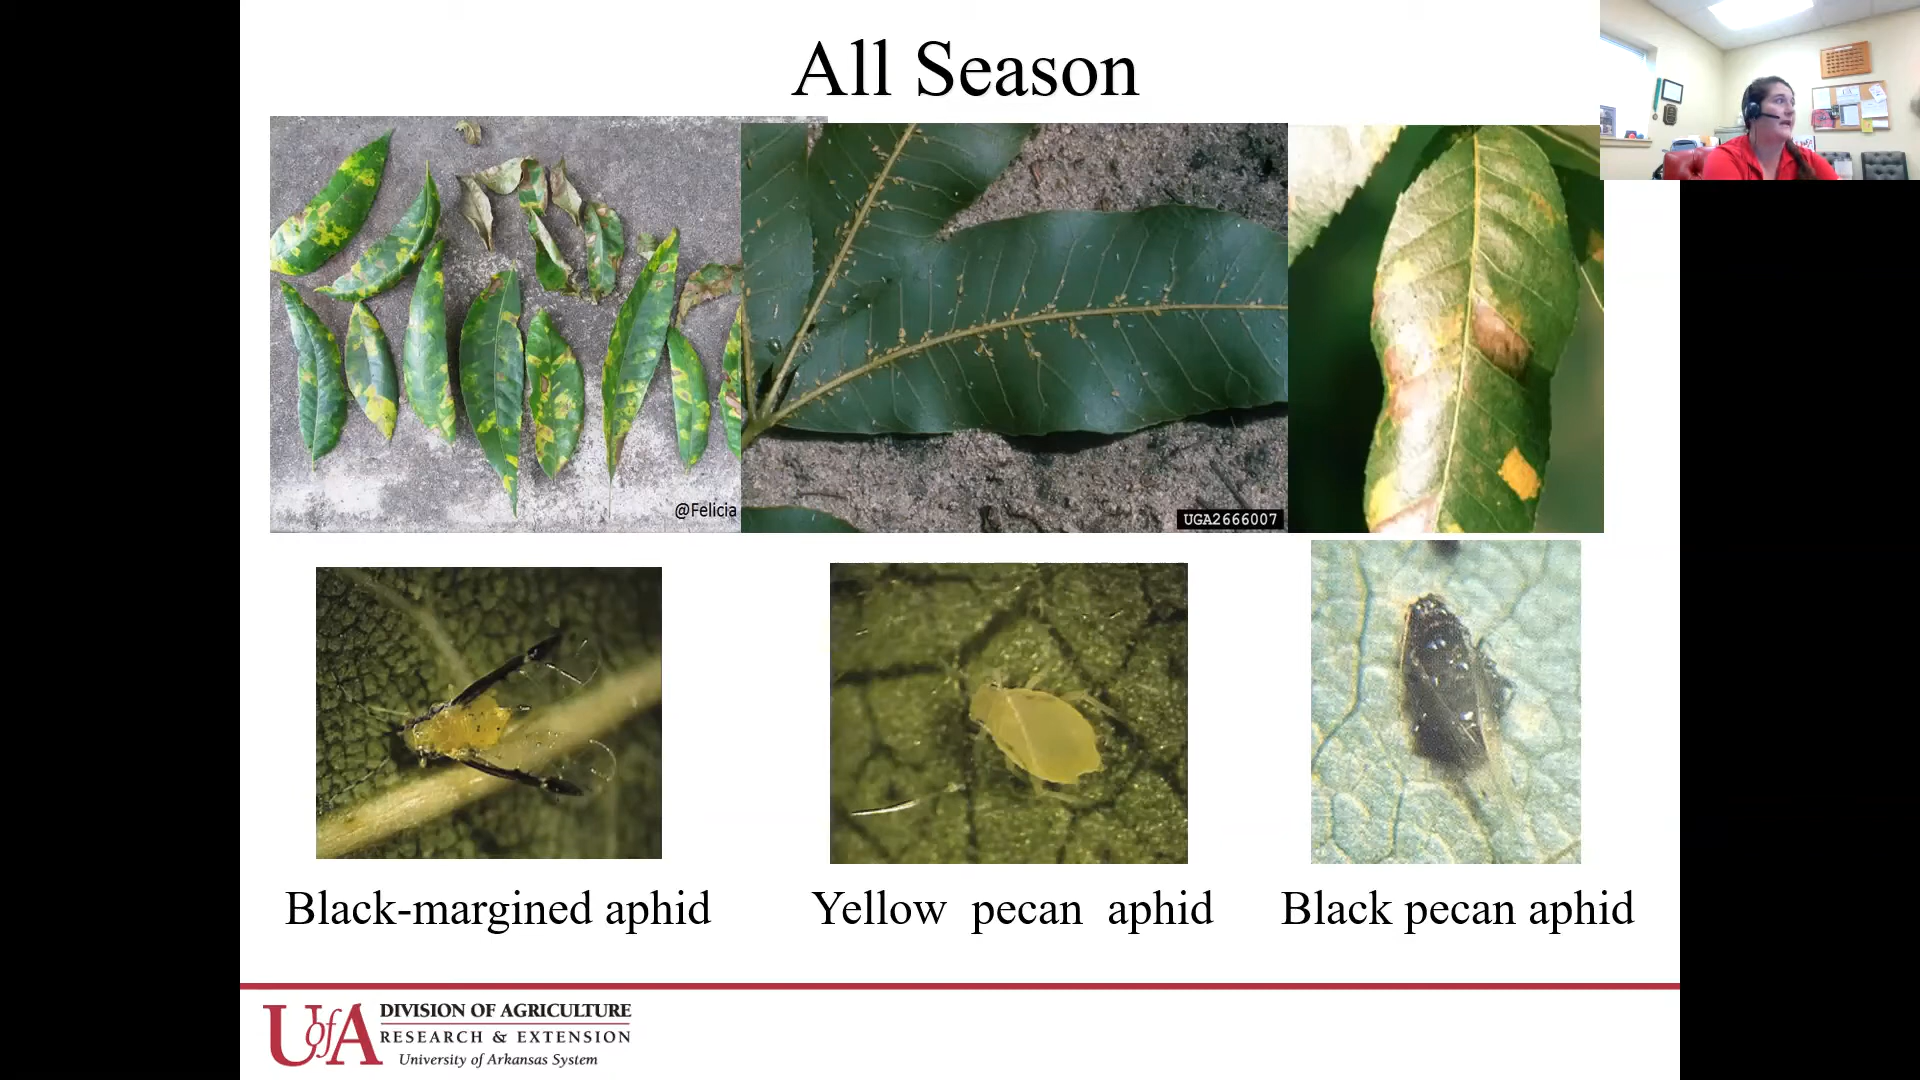 All Season
@Felicia
UGA2666007
Black-margined aphid
Yellow pecan aphid
Black pecan aphid
UofA
DIVISION OF AGRICULTURE
RESEARCH & EXTENSION
University of Arkansas System